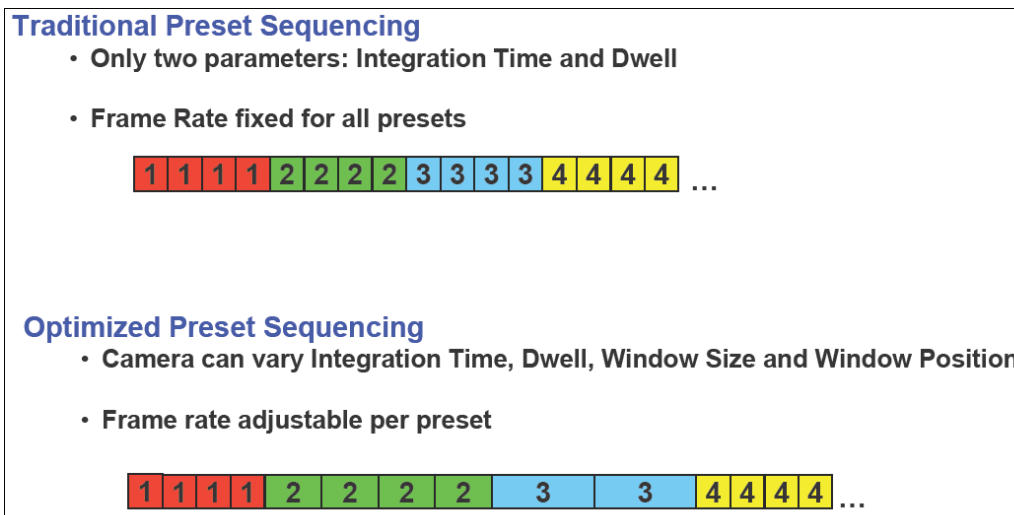 Traditional Preset Sequencing
• Only two parameters: Integration Time and Dwell
• Frame Rate fixed for all presets
1 1 1 1 2 2 2 2 3 3 3 3 4 4 4 4 ...
Optimized Preset Sequencing
• Camera can vary Integration Time, Dwell, Window Size and Window Position
• Frame rate adjustable per preset
1 1 1 1 2 2 2 2 3 3 4 4 4 4 ...